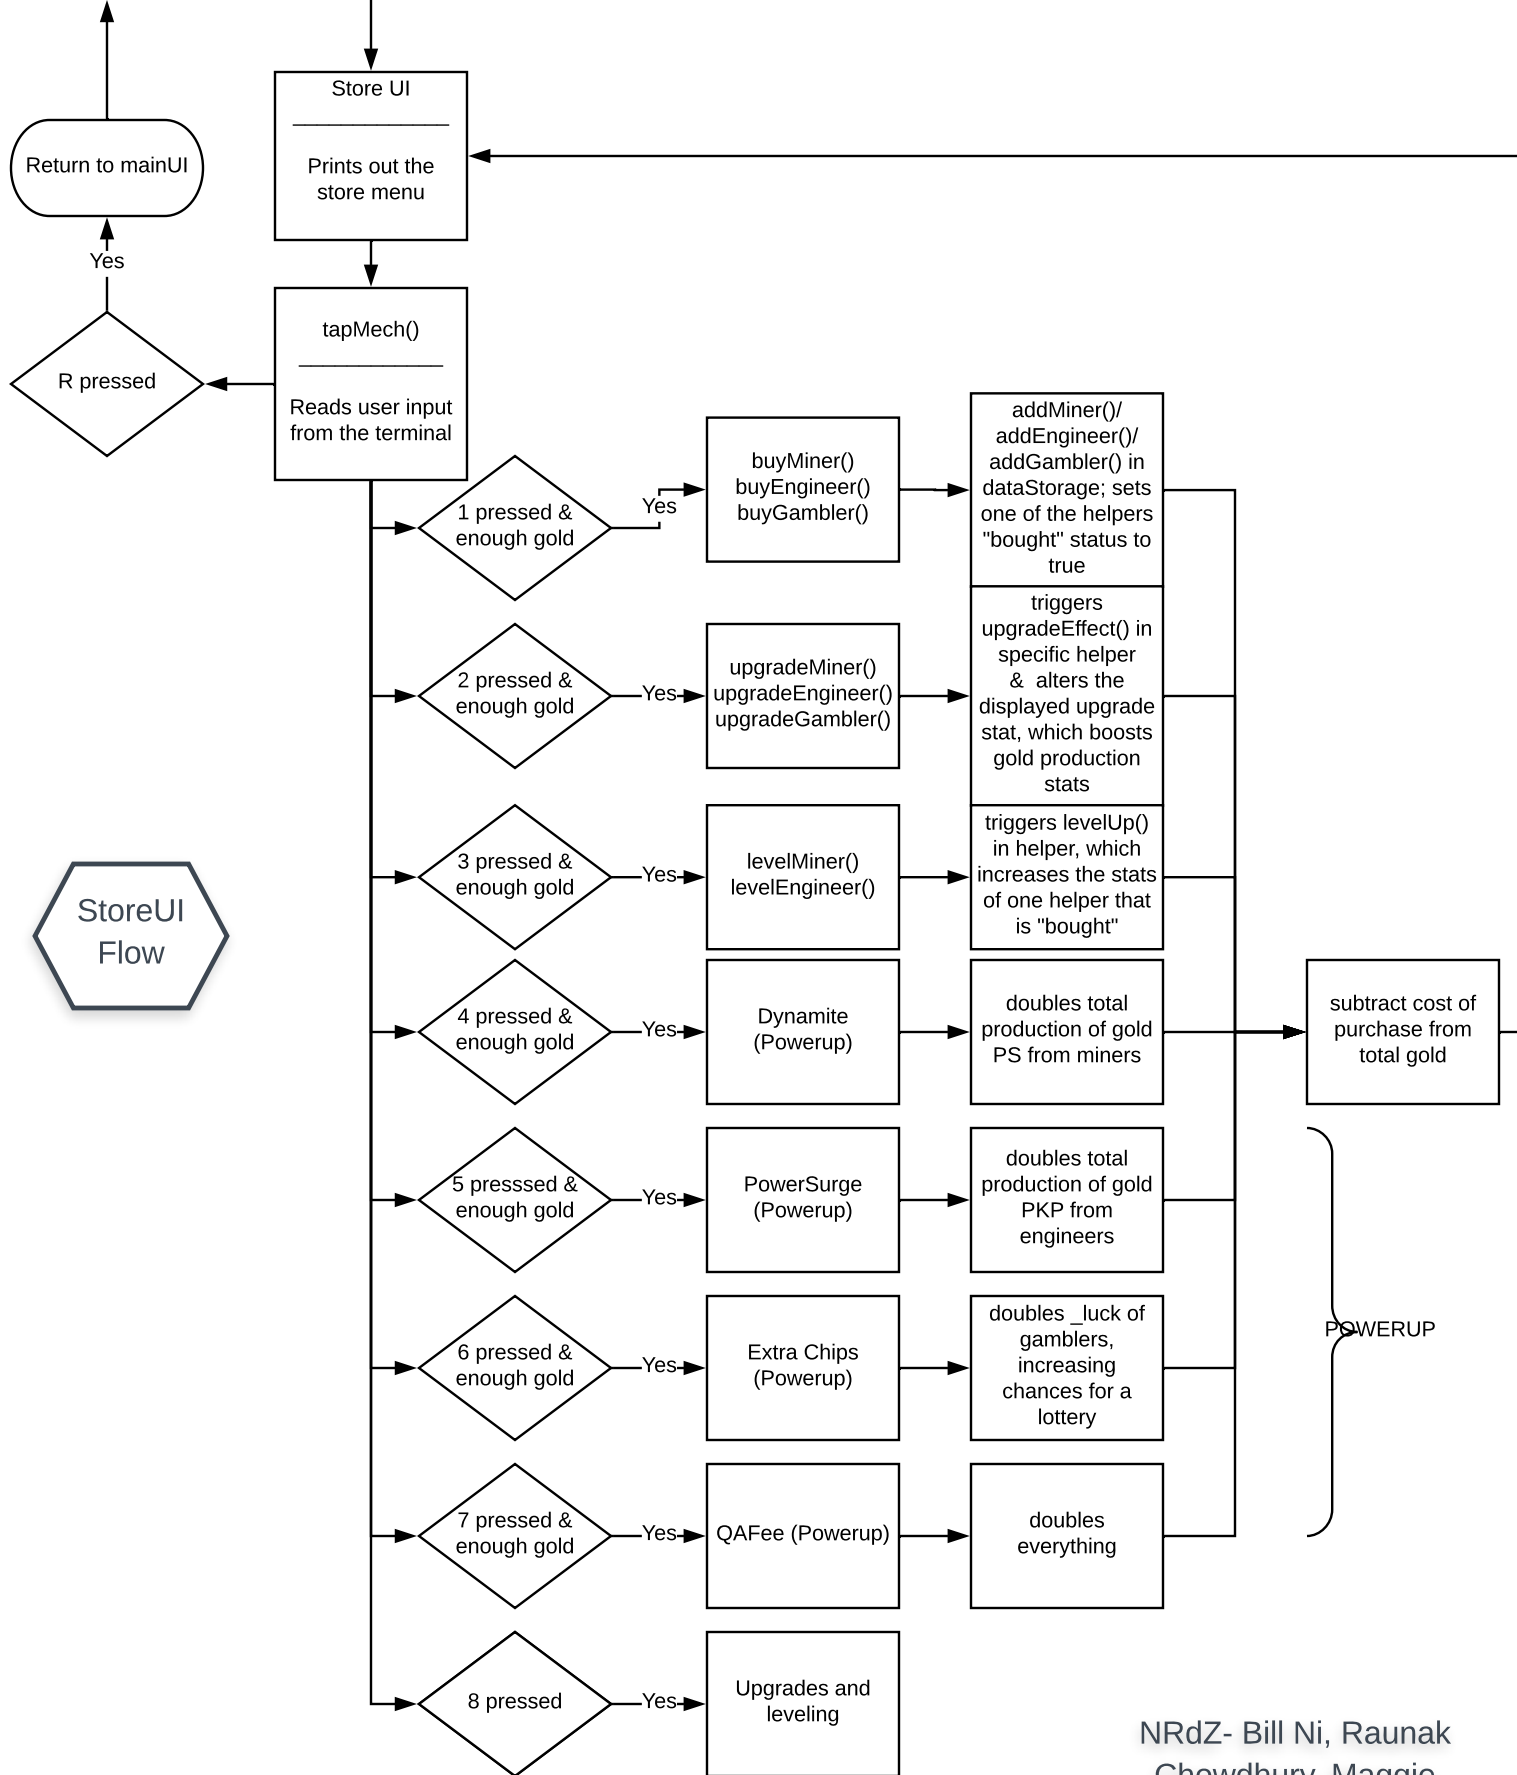 Store UI
_____________
Prints out the
store menu
Return to mainUI
Yes
tapMech()
____________
Reads user input
from the terminal
R pressed
1 pressed &
enough gold
Yes
buyMiner()
buyEngineer()
buyGambler()
addMiner()/
addEngineer()/
addGambler() in
dataStorage; sets
one of the helpers
"bought" status to
true
2 pressed &
enough gold
Yes
upgradeMiner()
upgradeEngineer()
upgradeGambler()
triggers
upgradeEffect() in
specific helper
& alters the
displayed upgrade
stat, which boosts
gold production
stats
3 pressed &
enough gold
Yes
levelMiner()
levelEngineer()
triggers levelUp()
in helper, which
increases the stats
of one helper that
is "bought"
StoreUI
Flow
4 pressed &
enough gold
Yes
Dynamite
(Powerup)
doubles total
production of gold
PS from miners
subtract cost of
purchase from
total gold
5 presssed &
enough gold
Yes
PowerSurge
(Powerup)
doubles total
production of gold
PKP from
engineers
6 pressed &
enough gold
Yes
Extra Chips
(Powerup)
doubles _luck of
gamblers,
increasing
chances for a
lottery
POWERUP
7 pressed &
enough gold
Yes
QAFee (Powerup)
doubles
everything
8 pressed
Yes
Upgrades and
leveling
NRdZ- Bill Ni, Raunak
Chowdhury, Maggie